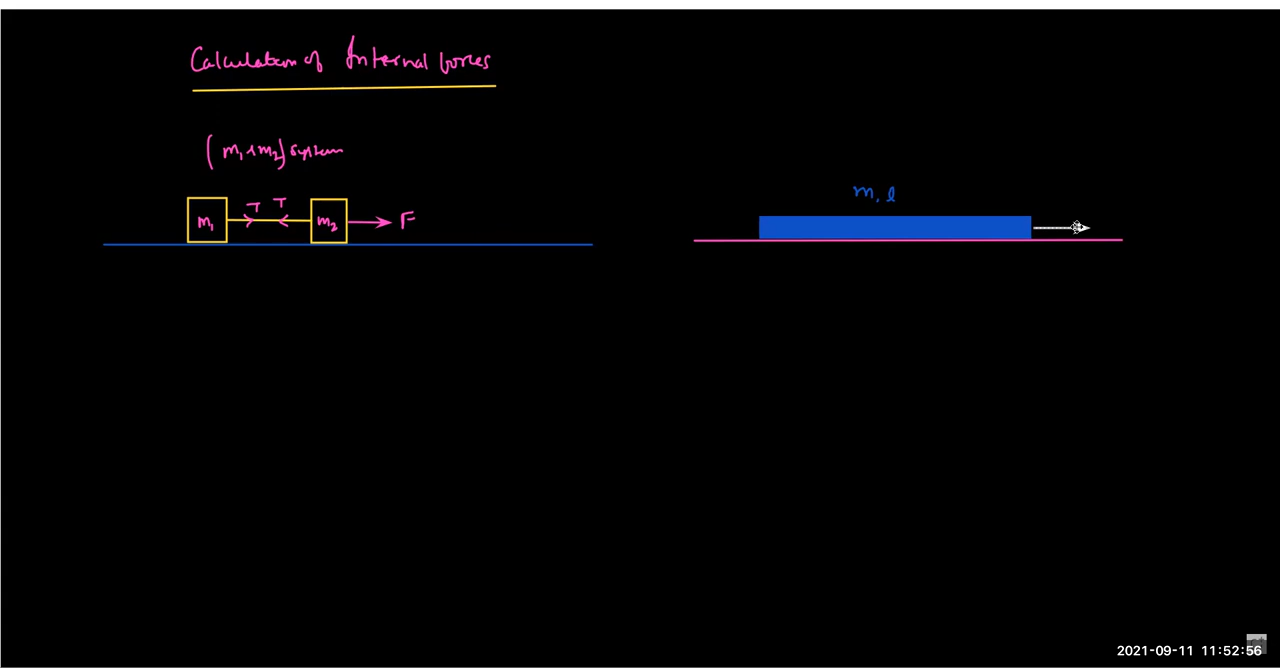 Calculation of Internal forces
(m₁ + m₂) system
m, l
T T
m₁ m₂ F
2021-09-11 11:52:56